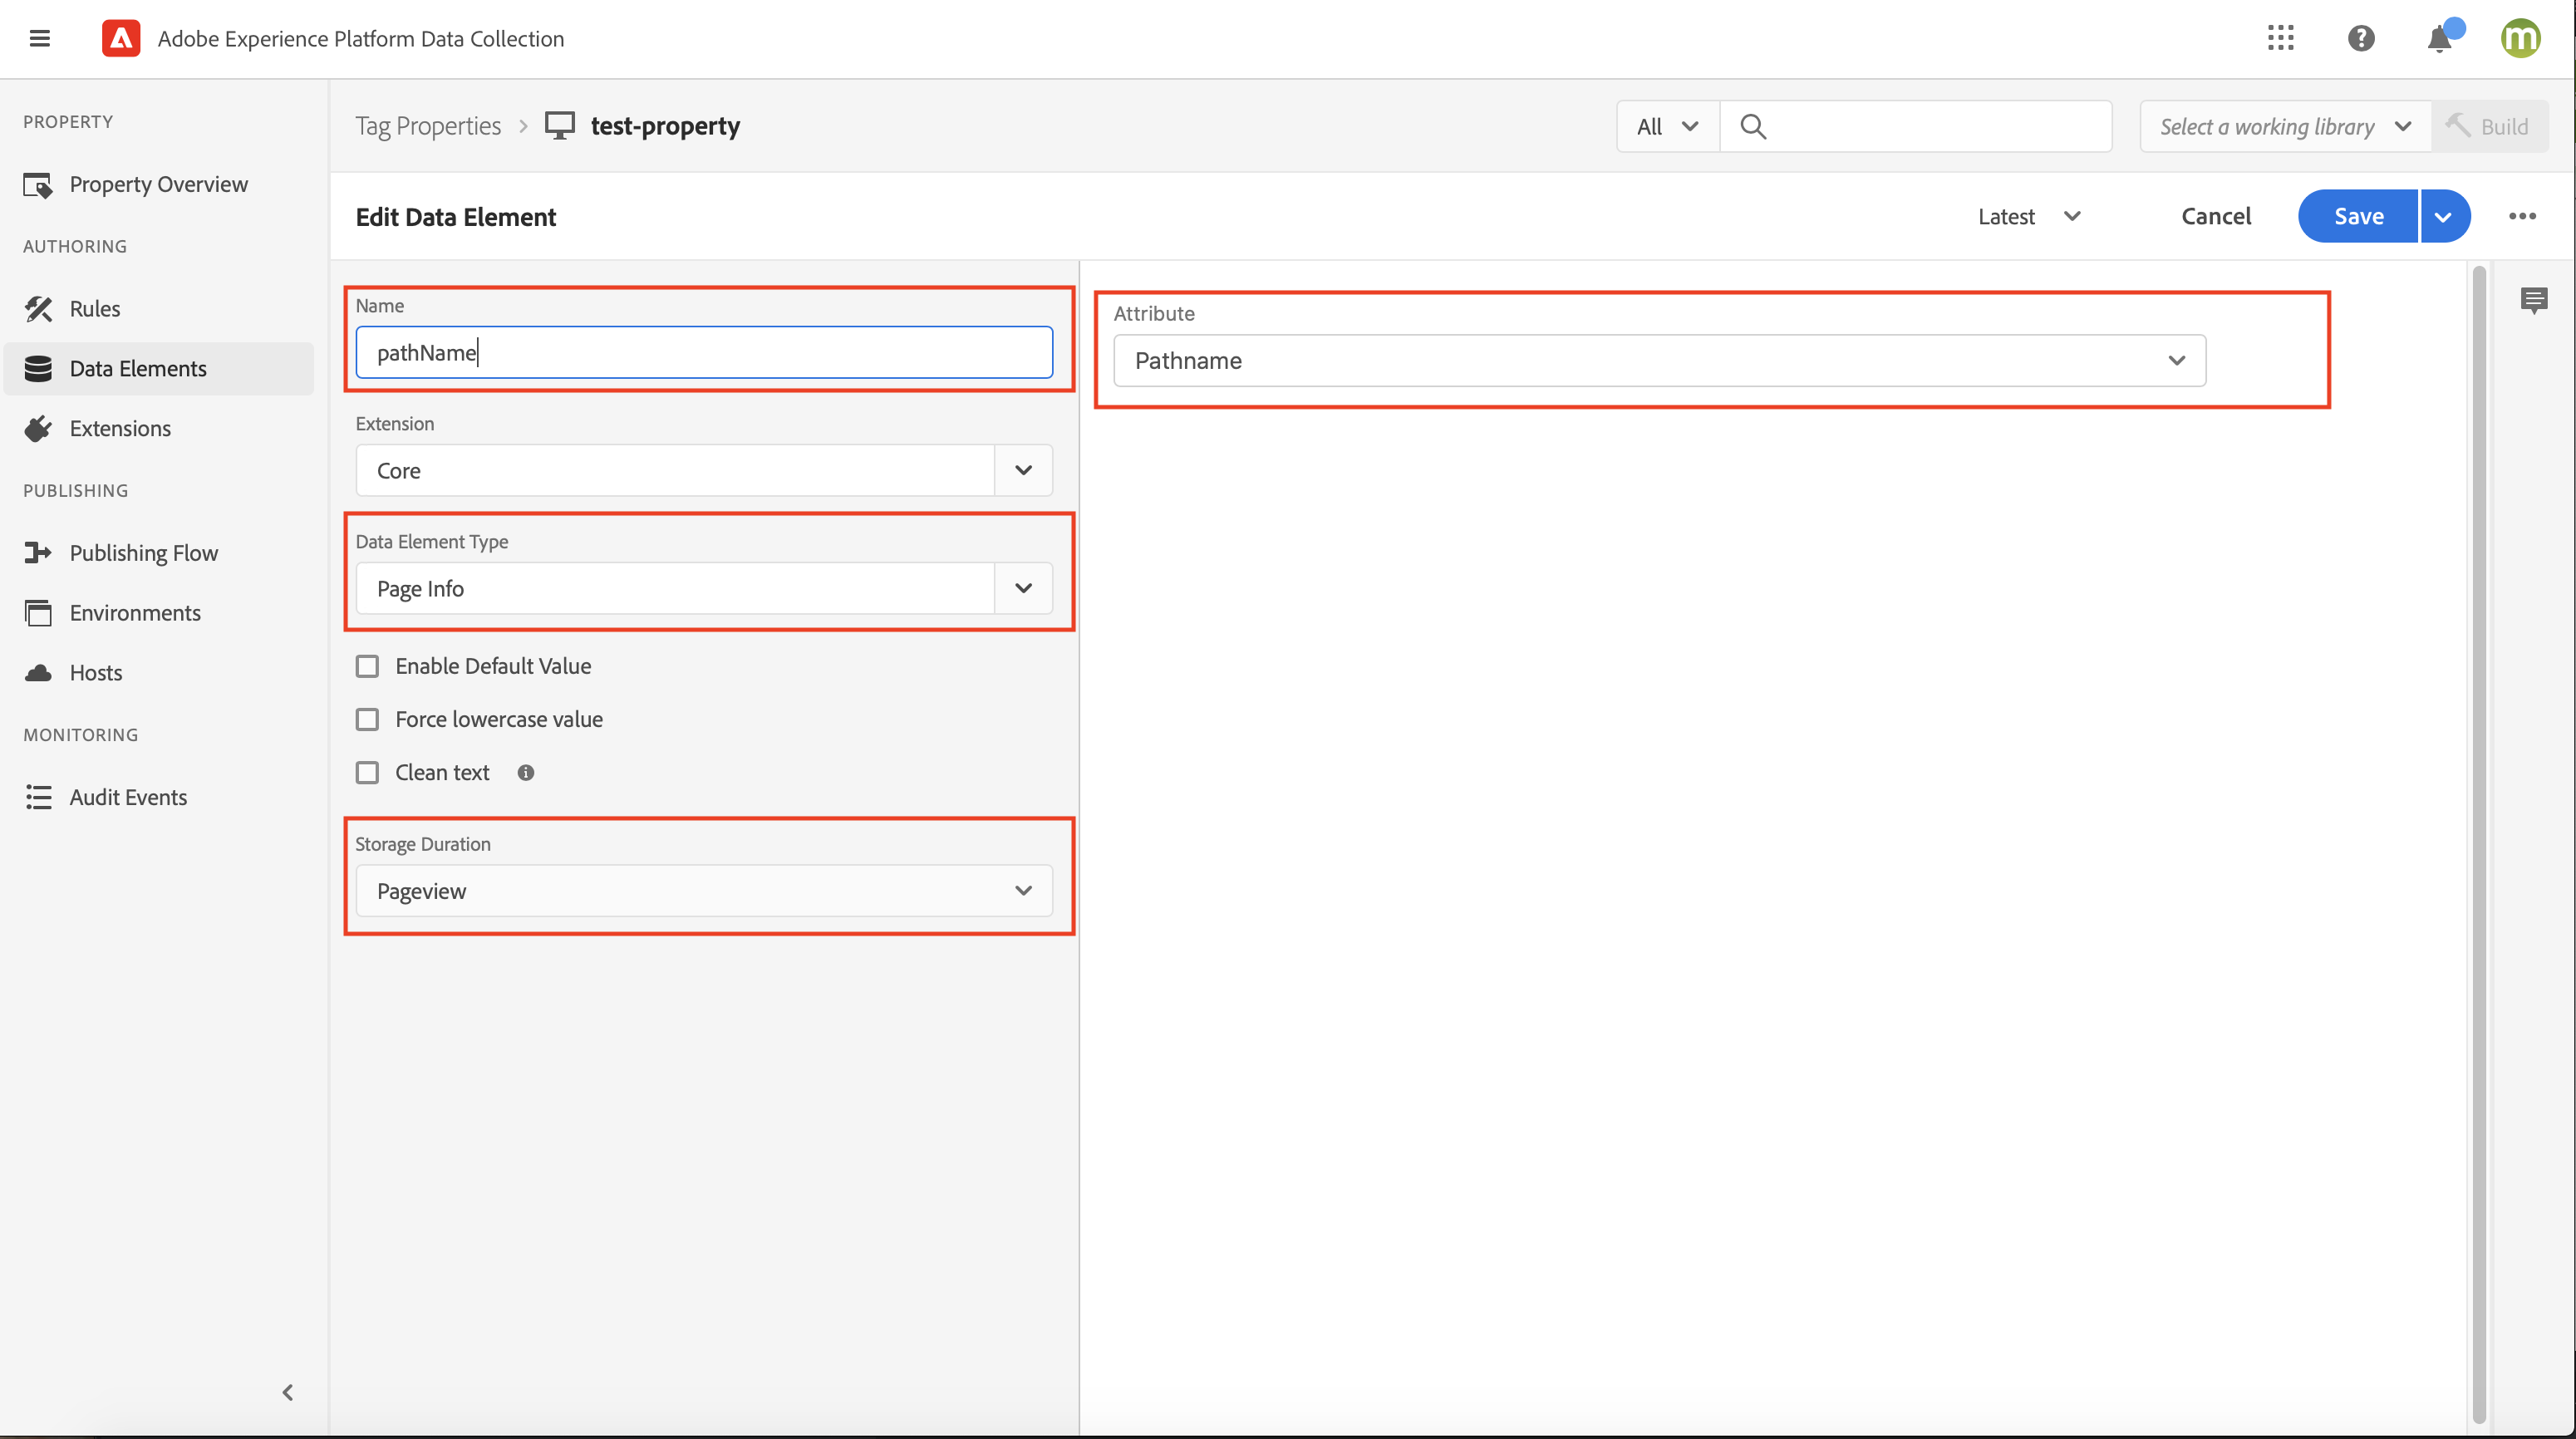 Adobe Experience Platform Data Collection
m
PROPERTY
Property Overview
AUTHORING
Rules
Data Elements
Extensions
PUBLISHING
Publishing Flow
Environments
Hosts
MONITORING
Audit Events
Tag Properties > test-property
All
Select a working library
Build
Edit Data Element
Latest
Cancel
Save
Name
pathName
Extension
Core
Data Element Type
Page Info
Enable Default Value
Force lowercase value
Clean text
Storage Duration
Pageview
Attribute
Pathname